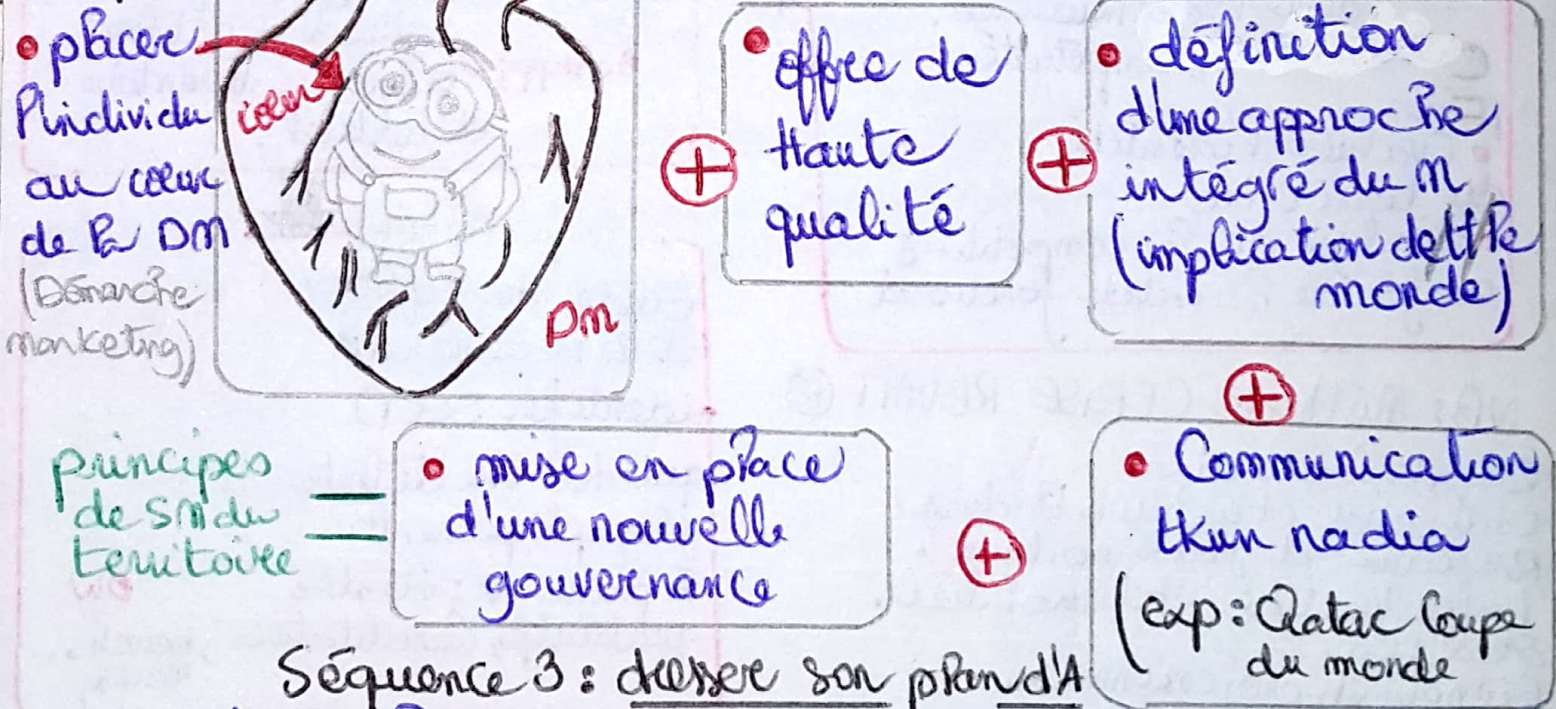 • placer
l'individu
au cœur
de la DM
(Démarche
marketing)
cœur
DM
+
• offre de
Haute
qualité
+
• définition
d'une approche
intégré du M
(implication de tt le
monde)
+
• Communication
tkun nadia
(exp : Qatar Coupe
du monde
+
• mise en place
d'une nouvelle
gouvernance
=
principes
de SM du
territoire
Séquence 3 : dresser son plan d'A